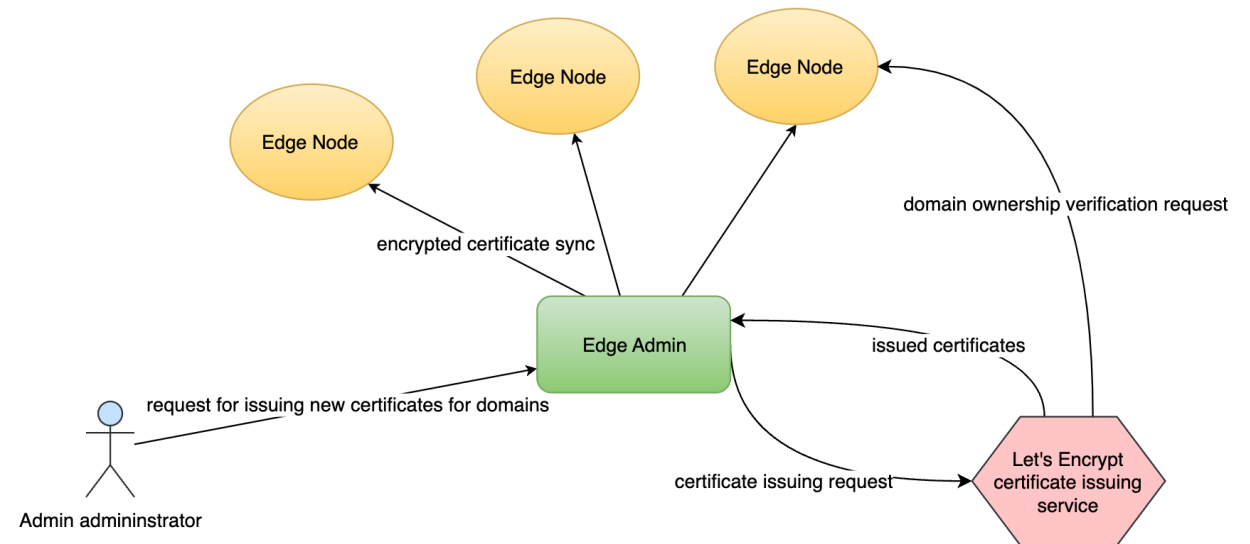 Edge Node
Edge Node
Edge Node
domain ownership verification request
encrypted certificate sync
Edge Admin
issued certificates
request for issuing new certificates for domains
Let's Encrypt
certificate issuing
service
certificate issuing request
Admin admininstrator